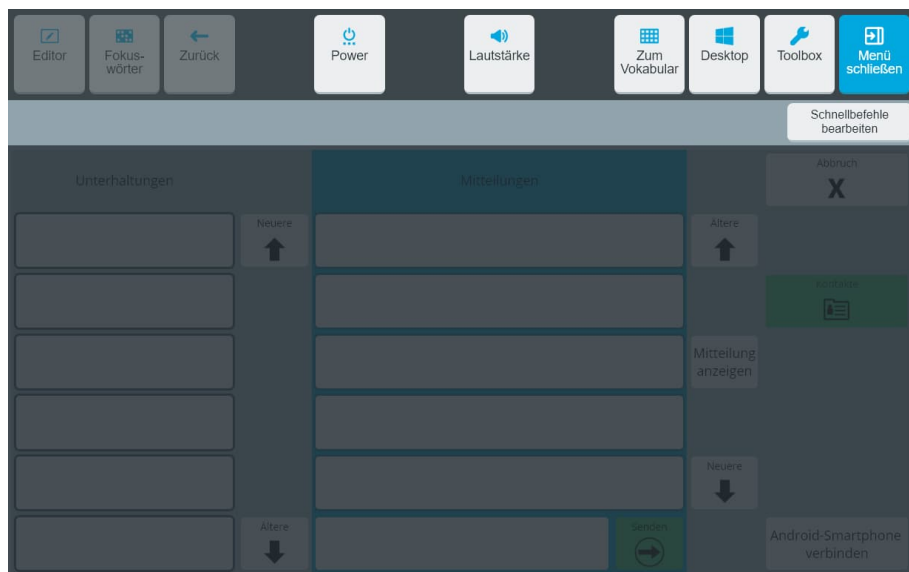 Editor
Fokus-
wörter
Zurück
Power
Lautstärke
Zum
Vokabular
Desktop
Toolbox
Menü
schließen
Schnellbefehle
bearbeiten
Unterhaltungen
Mitteilungen
Abbruch
X
Neuere
Ältere
Kontakte
Mitteilung
anzeigen
Neuere
Ältere
Senden
Android-Smartphone
verbinden